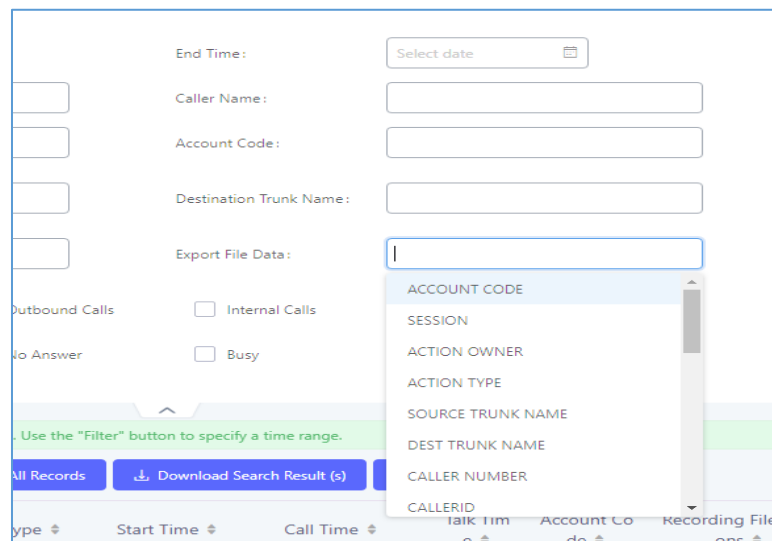 End Time:
Select date
Caller Name:
Account Code:
Destination Trunk Name:
Export File Data:
ACCOUNT CODE
Outbound Calls
Internal Calls
SESSION
ACTION OWNER
No Answer
Busy
ACTION TYPE
SOURCE TRUNK NAME
. Use the "Filter" button to specify a time range.
DEST TRUNK NAME
All Records
Download Search Result (s)
CALLER NUMBER
CALLERID
Start Time
Call Time
Talk Tim
e
Account Co
de
Recording File
ons
ype